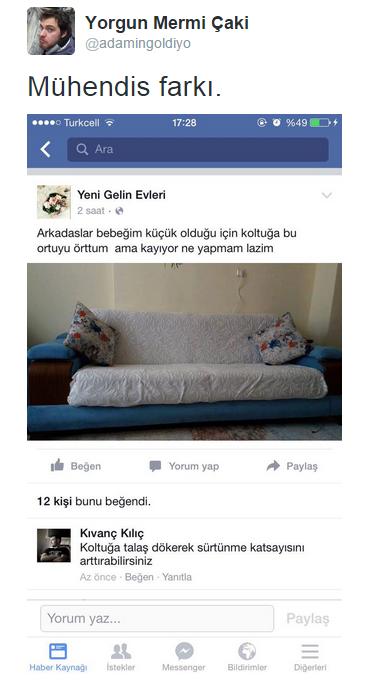 Yorgun Mermi Çaki
@adamingoldiyo
Mühendis farkı.
Turkcell 17:28 %49
Ara
Yeni Gelin Evleri
2 saat ·
Arkadaslar bebeğim küçük olduğu için koltuğa bu
ortuyu örttum ama kayıyor ne yapmam lazim
Beğen Yorum yap Paylaş
12 kişi bunu beğendi.
Kıvanç Kılıç
Koltuğa talaş dökerek sürtünme katsayısını
arttırabilirsiniz
Az önce · Beğen · Yanıtla
Yorum yaz... Paylaş
Haber Kaynağı İstekler Messenger Bildirimler Diğerleri